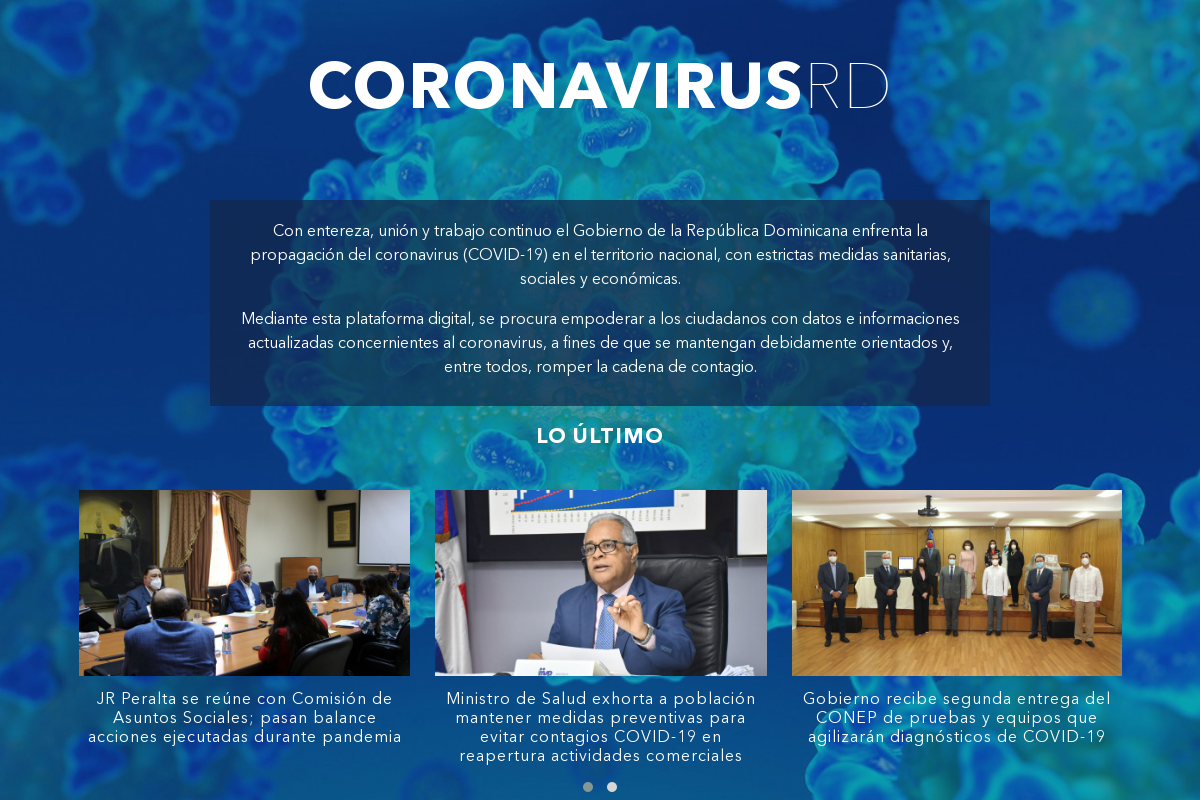 CORONAVIRUSRD
Con entereza, unión y trabajo continuo el Gobierno de la República Dominicana enfrenta la
propagación del coronavirus (COVID-19) en el territorio nacional, con estrictas medidas sanitarias,
sociales y económicas.
Mediante esta plataforma digital, se procura empoderar a los ciudadanos con datos e informaciones
actualizadas concernientes al coronavirus, a fines de que se mantengan debidamente orientados y,
entre todos, romper la cadena de contagio.
LO ÚLTIMO
JR Peralta se reúne con Comisión de
Asuntos Sociales; pasan balance
acciones ejecutadas durante pandemia
Ministro de Salud exhorta a población
mantener medidas preventivas para
evitar contagios COVID-19 en
reapertura actividades comerciales
Gobierno recibe segunda entrega del
CONEP de pruebas y equipos que
agilizarán diagnósticos de COVID-19